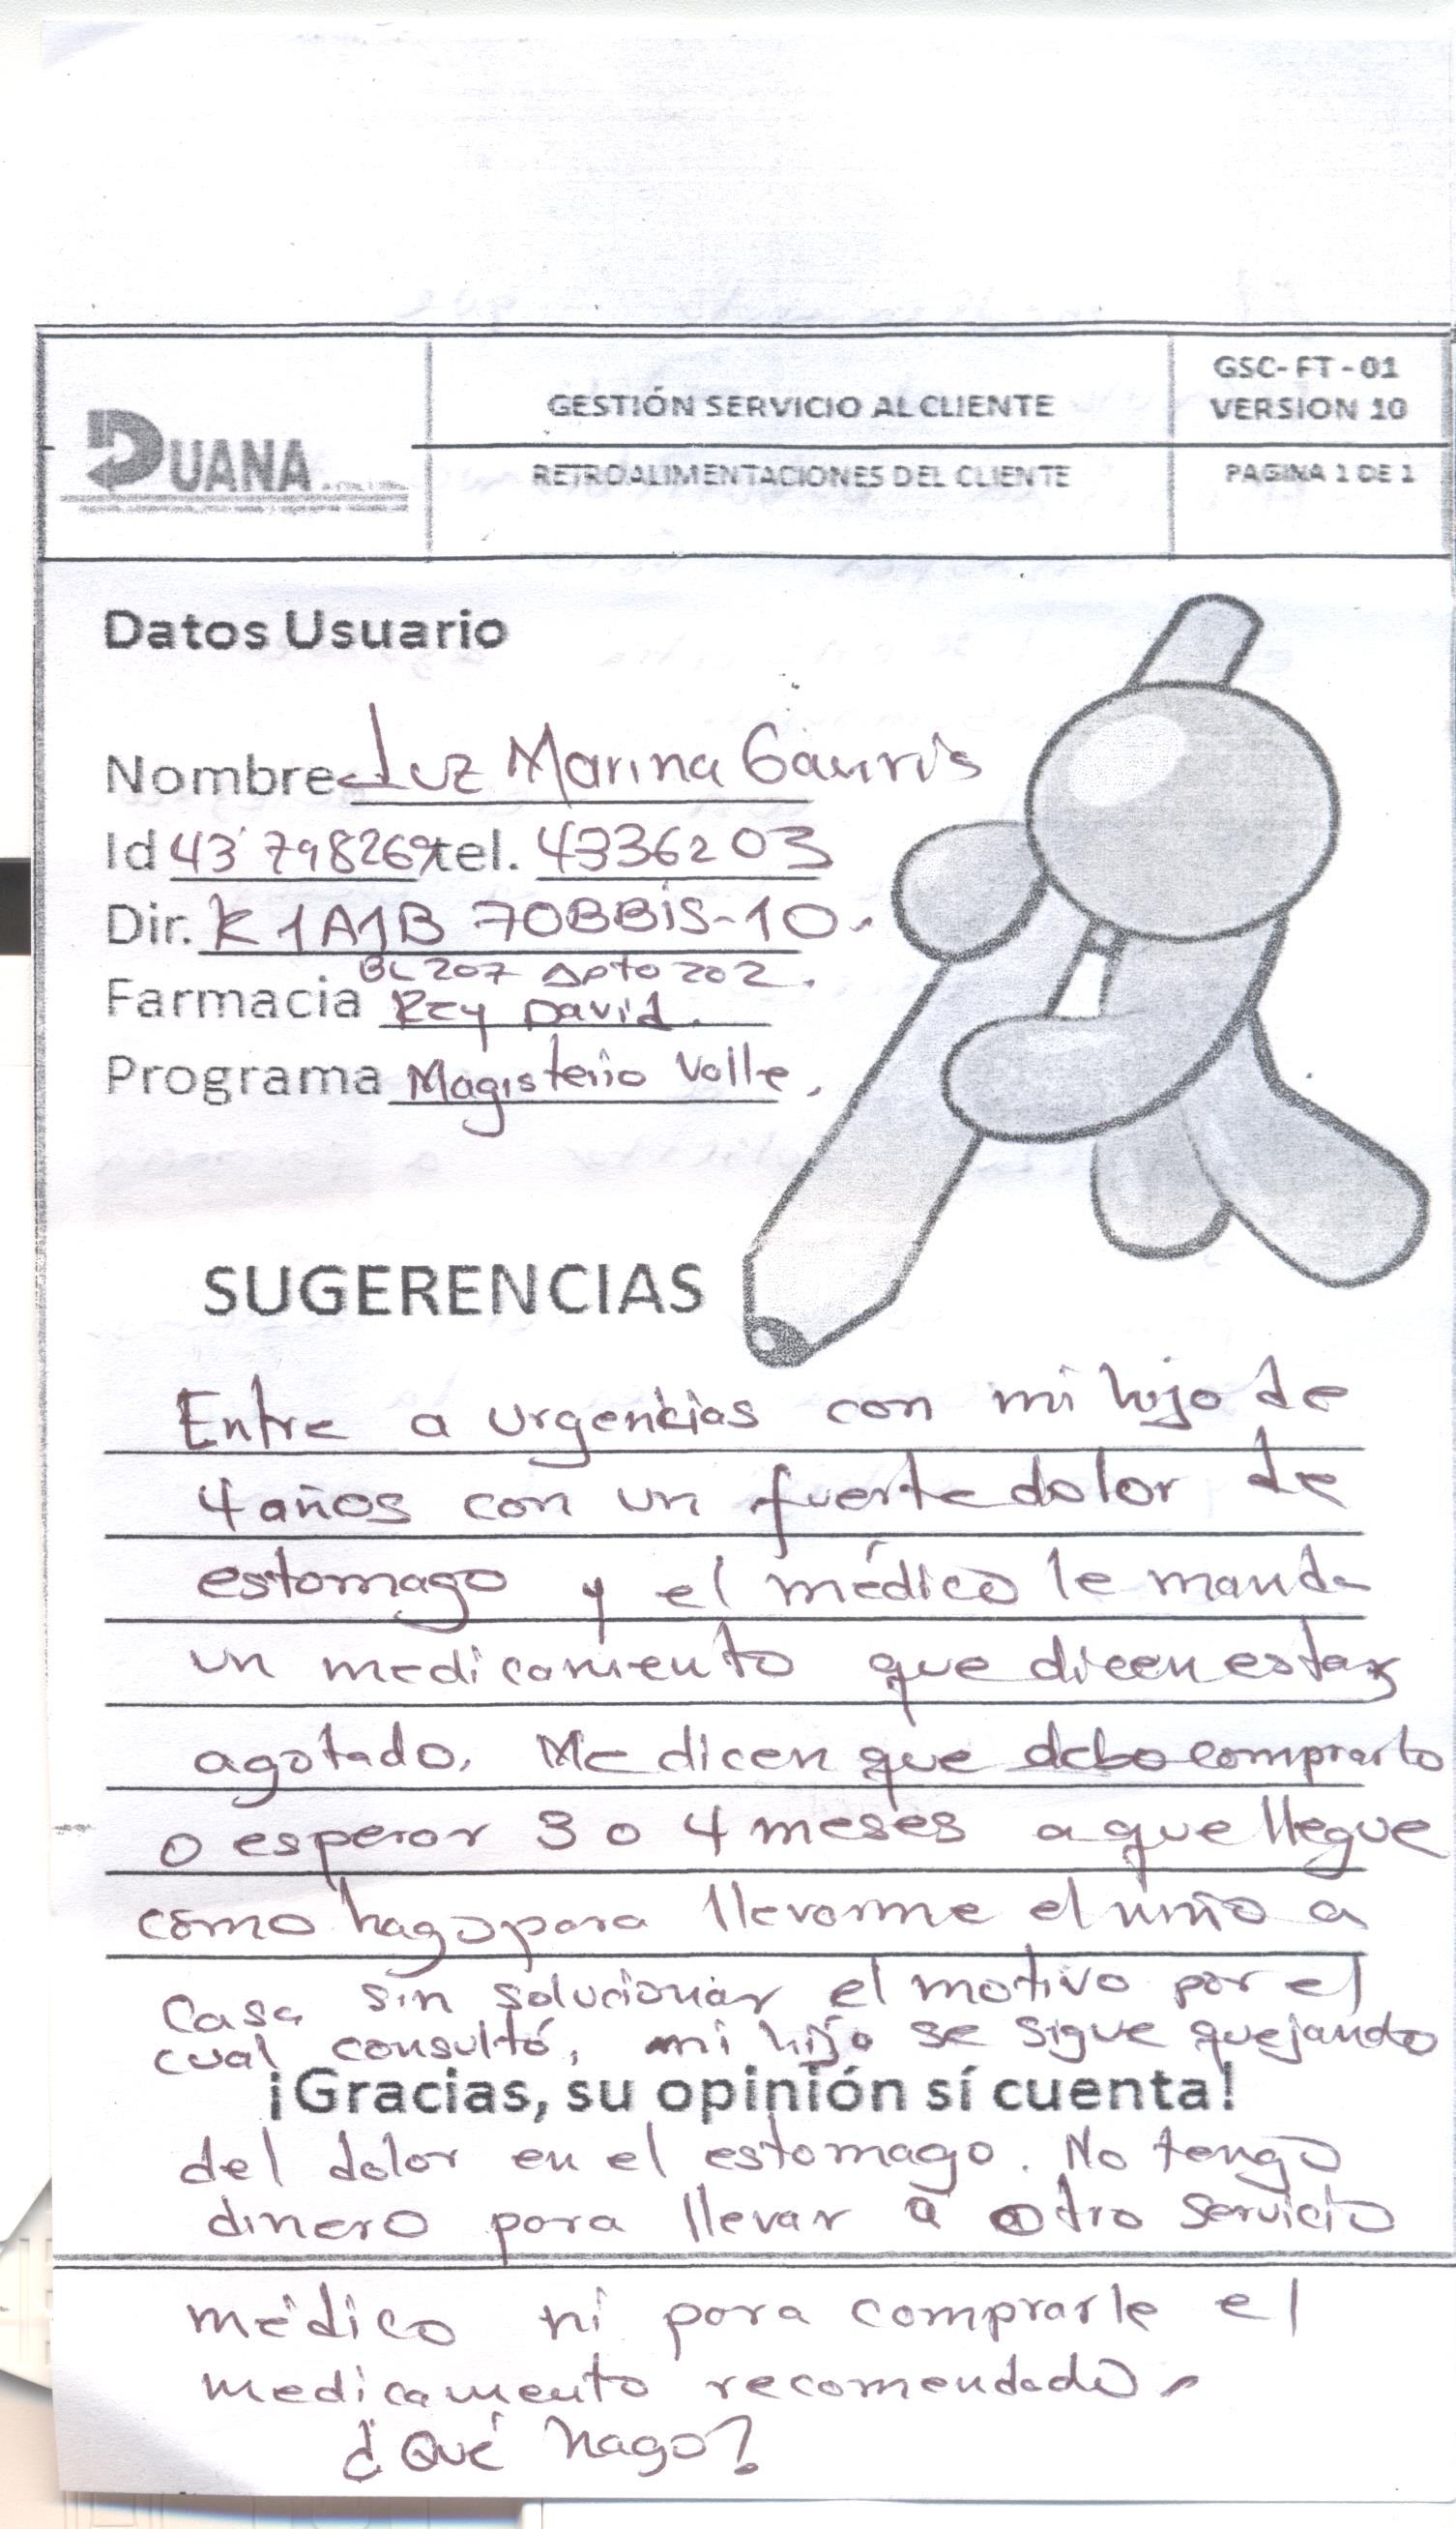 DUANA
GESTIÓN SERVICIO AL CLIENTE
GSC- FT - 01
VERSION 10
RETROALIMENTACIONES DEL CLIENTE
PAGINA 1 DE 1
Datos Usuario
Nombre Luz Marina
Id 43'798269 tel. 4336203
Dir. K 1A1B 70BBiS-10.
BL 207 Apto 202.
Farmacia Rey David.
Programa Magisterio Valle,
SUGERENCIAS
Entre a urgencias con mi hijo de
4 años con un fuerte dolor de
estomago y el médico le manda
un medicamento que dicen estar
agotado. Me dicen que debo comprarlo
o esperar 3 o 4 meses a que llegue
como hago para llevarme el niño a
casa sin solucionar el motivo por el
cual consultó, mi hijo se sigue quejando
¡Gracias, su opinión sí cuenta!
del dolor en el estomago. No tengo
dinero para llevar a otro servicio
médico ni para comprarle el
medicamento recomendado.
¿Qué hago?